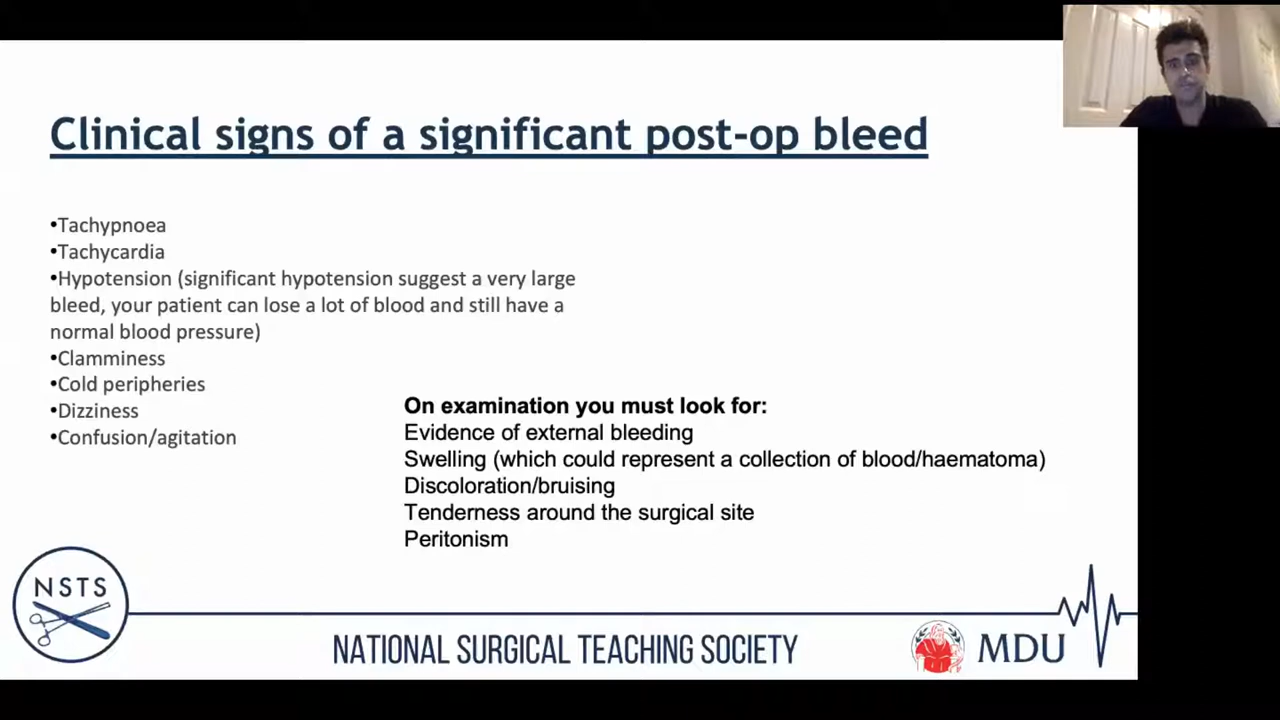 Clinical signs of a significant post-op bleed
•Tachypnoea
•Tachycardia
•Hypotension (significant hypotension suggest a very large
bleed, your patient can lose a lot of blood and still have a
normal blood pressure)
•Clamminess
•Cold peripheries
•Dizziness
•Confusion/agitation
On examination you must look for:
Evidence of external bleeding
Swelling (which could represent a collection of blood/haematoma)
Discoloration/bruising
Tenderness around the surgical site
Peritonism
NSTS
NATIONAL SURGICAL TEACHING SOCIETY
MDU